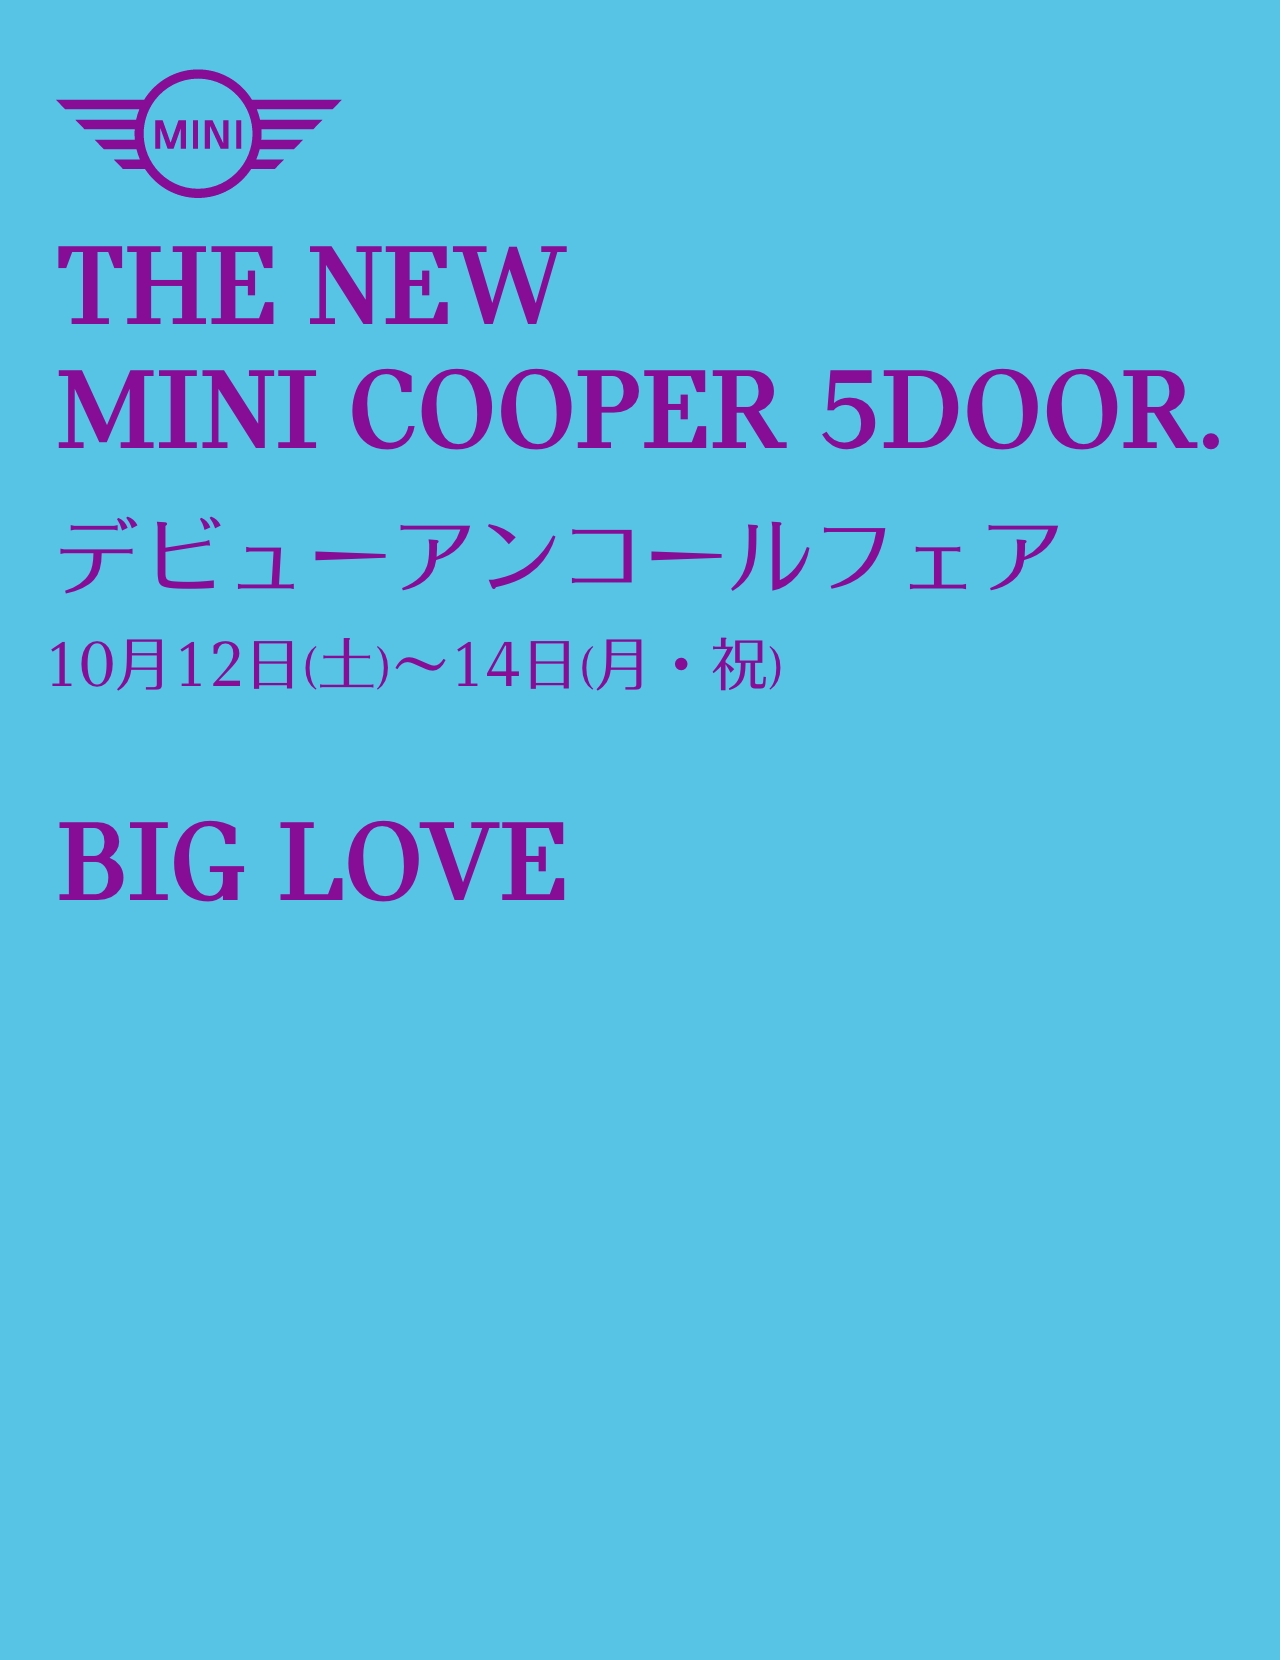 MINI
THE NEW
MINI COOPER 5DOOR.
デビューアンコールフェア
10月12日(土)～14日(月・祝)
BIG LOVE